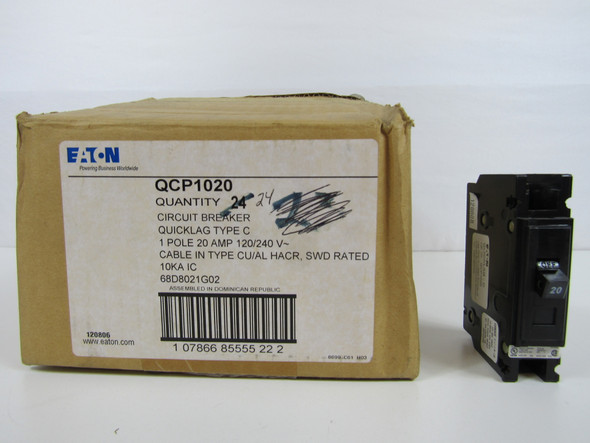 EATON
Powering Business Worldwide
QCP1020
QUANTITY 24 24
CIRCUIT BREAKER
QUICKLAG TYPE C
1 POLE 20 AMP 120/240 V~
CABLE IN TYPE CU/AL HACR, SWD RATED
10KA IC
68D8021G02
ASSEMBLED IN DOMINICAN REPUBLIC
120806
www.eaton.com
1 07866 85555 22 2
EATON
20